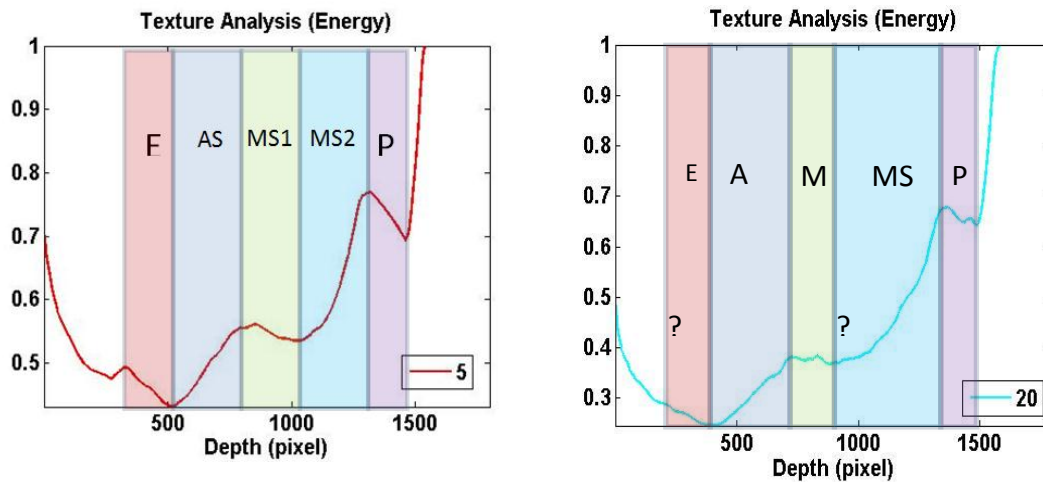 Texture Analysis (Energy)
1
0.9
0.8
0.7
0.6
0.5
E
AS
MS1
MS2
P
5
500
1000
1500
Depth (pixel)
Texture Analysis (Energy)
1
0.9
0.8
0.7
0.6
0.5
0.4
0.3
E
A
M
MS
P
?
?
20
500
1000
1500
Depth (pixel)